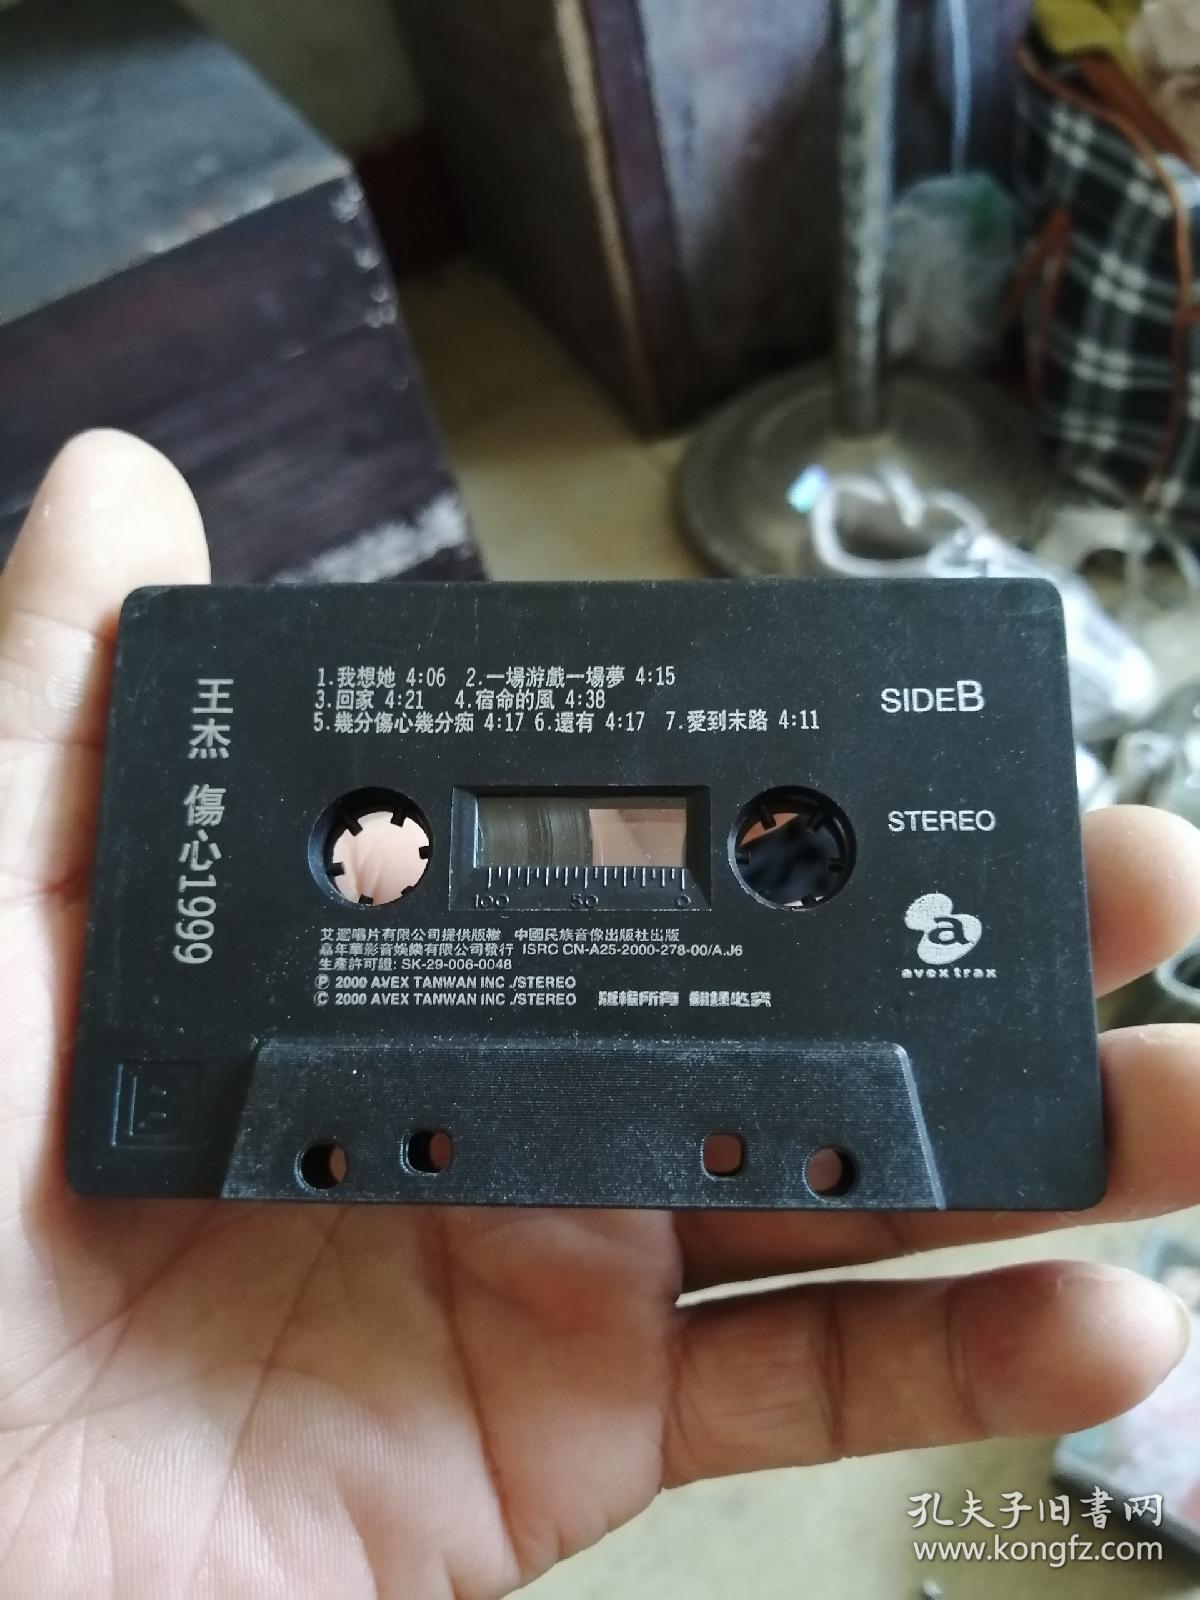 1.我想她 4:06 2.一場游戲一場夢 4:15
3.回家 4:21 4.宿命的風 4:38
5.幾分傷心幾分痴 4:17 6.還有 4:17 7.愛到末路 4:11
SIDEB
王杰 傷心1999
STEREO
100 50 0
a
avex trax
艾迴唱片有限公司提供版權 中國民族音像出版社出版
嘉年華影音娛樂有限公司發行 ISRC CN-A25-2000-278-00/A.J6
生產許可證: SK-29-006-0048
Ⓟ 2000 AVEX TANWAN INC ./STEREO
© 2000 AVEX TANWAN INC ./STEREO 版權所有 翻錄必究
孔夫子旧書网
www.kongfz.com